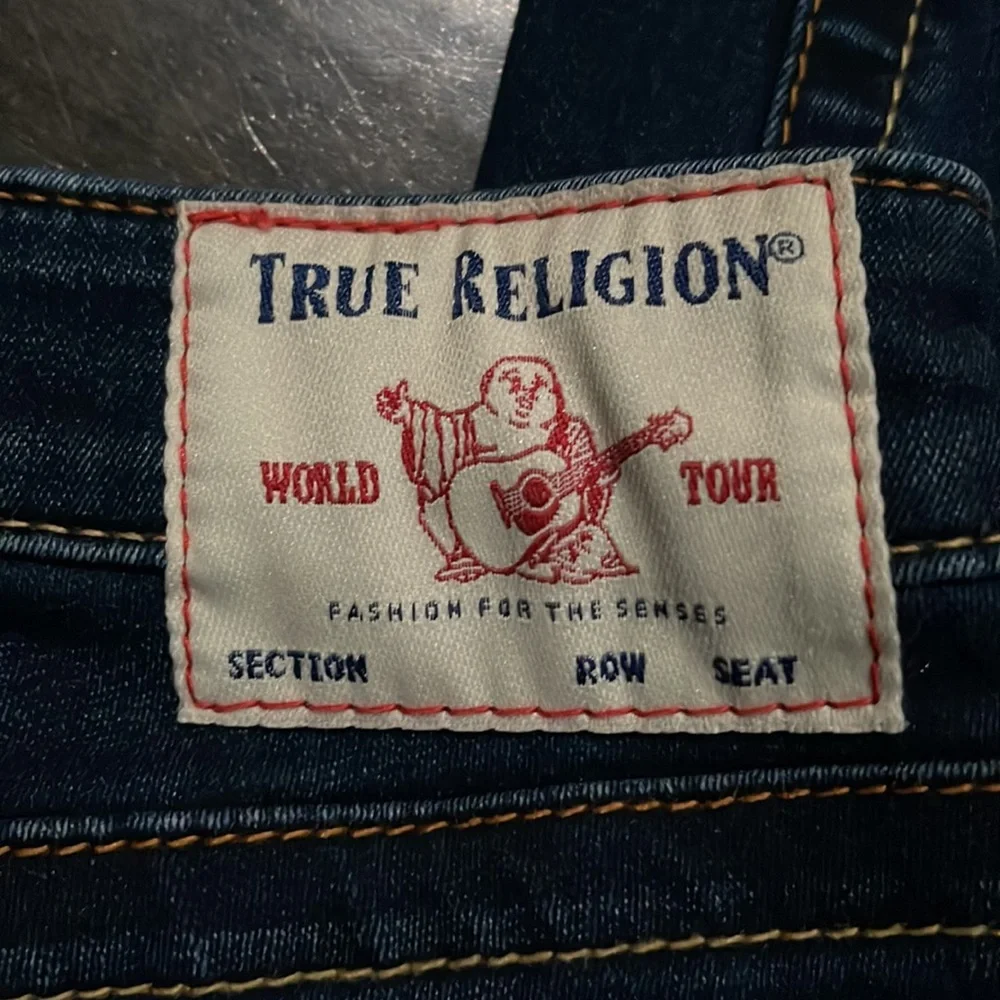 TRUE RELIGION®
WORLD TOUR
FASHION FOR THE SENSES
SECTION ROW SEAT